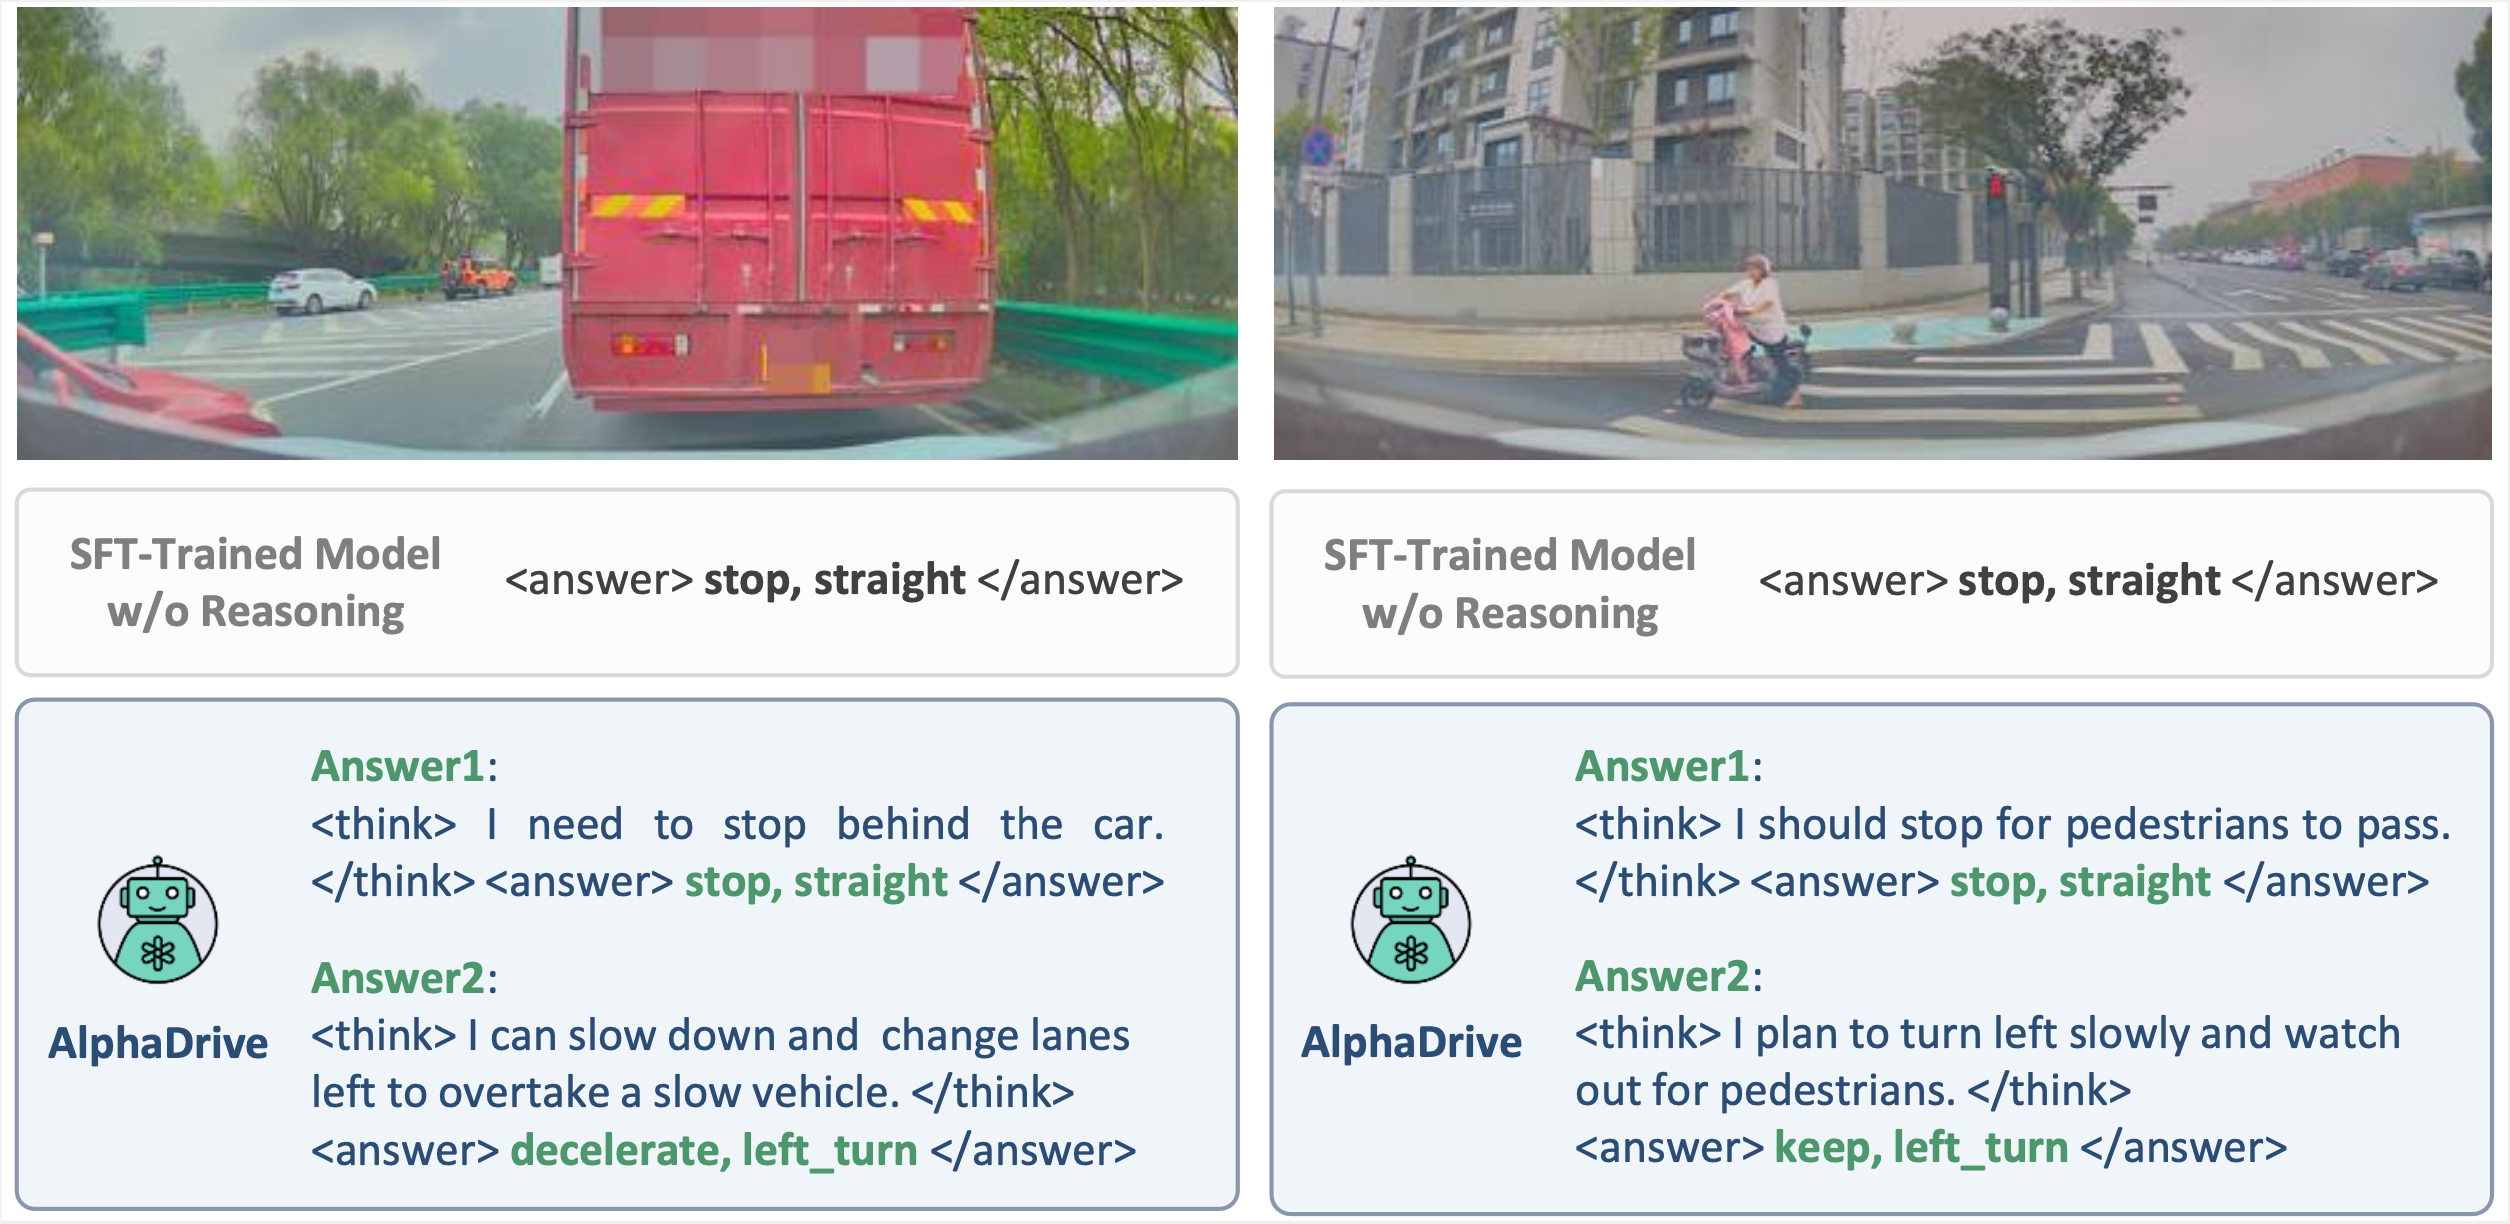 SFT-Trained Model
w/o Reasoning
<answer> stop, straight </answer>
AlphaDrive
Answer1:
<think> I need to stop behind the car.
</think> <answer> stop, straight </answer>
Answer2:
<think> I can slow down and change lanes
left to overtake a slow vehicle. </think>
<answer> decelerate, left_turn </answer>
SFT-Trained Model
w/o Reasoning
<answer> stop, straight </answer>
AlphaDrive
Answer1:
<think> I should stop for pedestrians to pass.
</think> <answer> stop, straight </answer>
Answer2:
<think> I plan to turn left slowly and watch
out for pedestrians. </think>
<answer> keep, left_turn </answer>